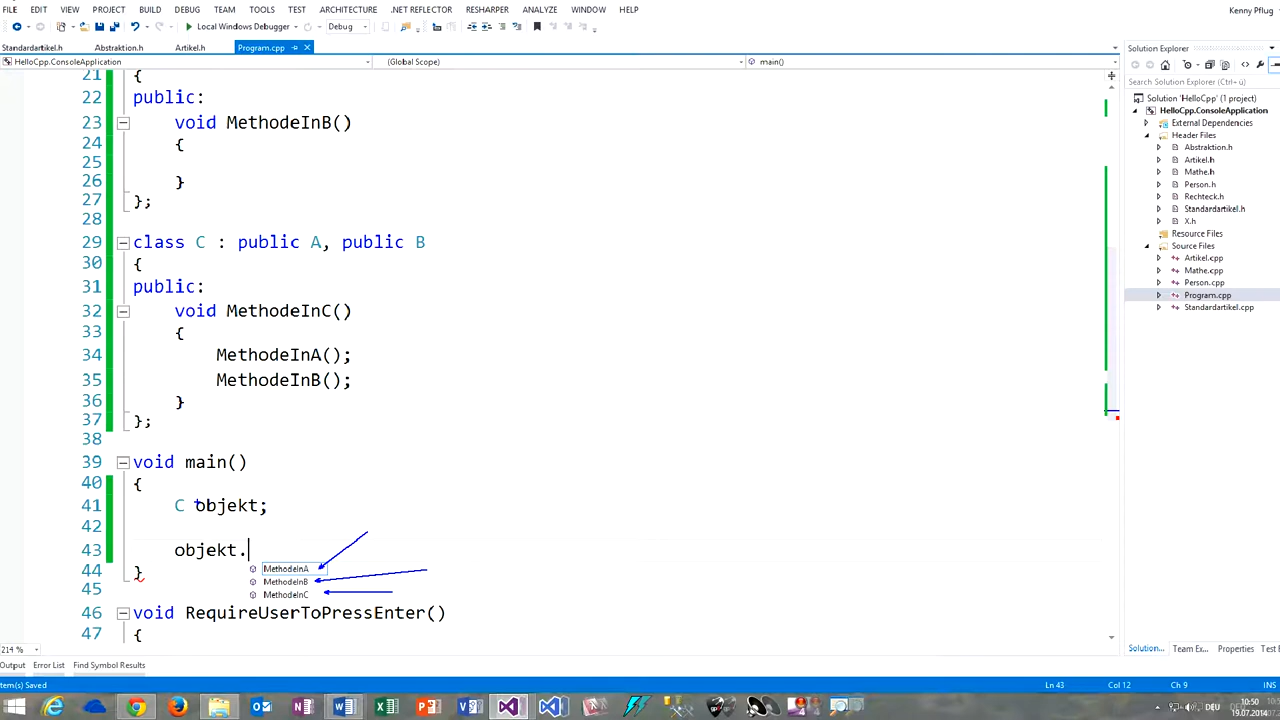 FILE EDIT VIEW PROJECT BUILD DEBUG TEAM TOOLS TEST ARCHITECTURE .NET REFLECTOR RESHARPER ANALYZE WINDOW HELP
Kenny Pflug
Local Windows Debugger Debug
Standardartikel.h Abstraktion.h Artikel.h Program.cpp
HelloCpp.ConsoleApplication (Global Scope) main()
21 {
22 public:
23 void MethodeInB()
24 {
25
26 }
27 };
28
29 class C : public A, public B
30 {
31 public:
32 void MethodeInC()
33 {
34 MethodeInA();
35 MethodeInB();
36 }
37 };
38
39 void main()
40 {
41 C objekt;
42
43 objekt.
MethodeInA
44 }
MethodeInB
45
MethodeInC
46 void RequireUserToPressEnter()
47 {
214 %
Solution Explorer
Search Solution Explorer (Ctrl+ü)
Solution 'HelloCpp' (1 project)
HelloCpp.ConsoleApplication
External Dependencies
Header Files
Abstraktion.h
Artikel.h
Mathe.h
Person.h
Rechteck.h
Standardartikel.h
X.h
Resource Files
Source Files
Artikel.cpp
Mathe.cpp
Person.cpp
Program.cpp
Standardartikel.cpp
Solution... Team Ex... Properties Test E
Output Error List Find Symbol Results
tem(s) Saved Ln 43 Col 12 Ch 9 INS
DEU
10:50
19.07.2014